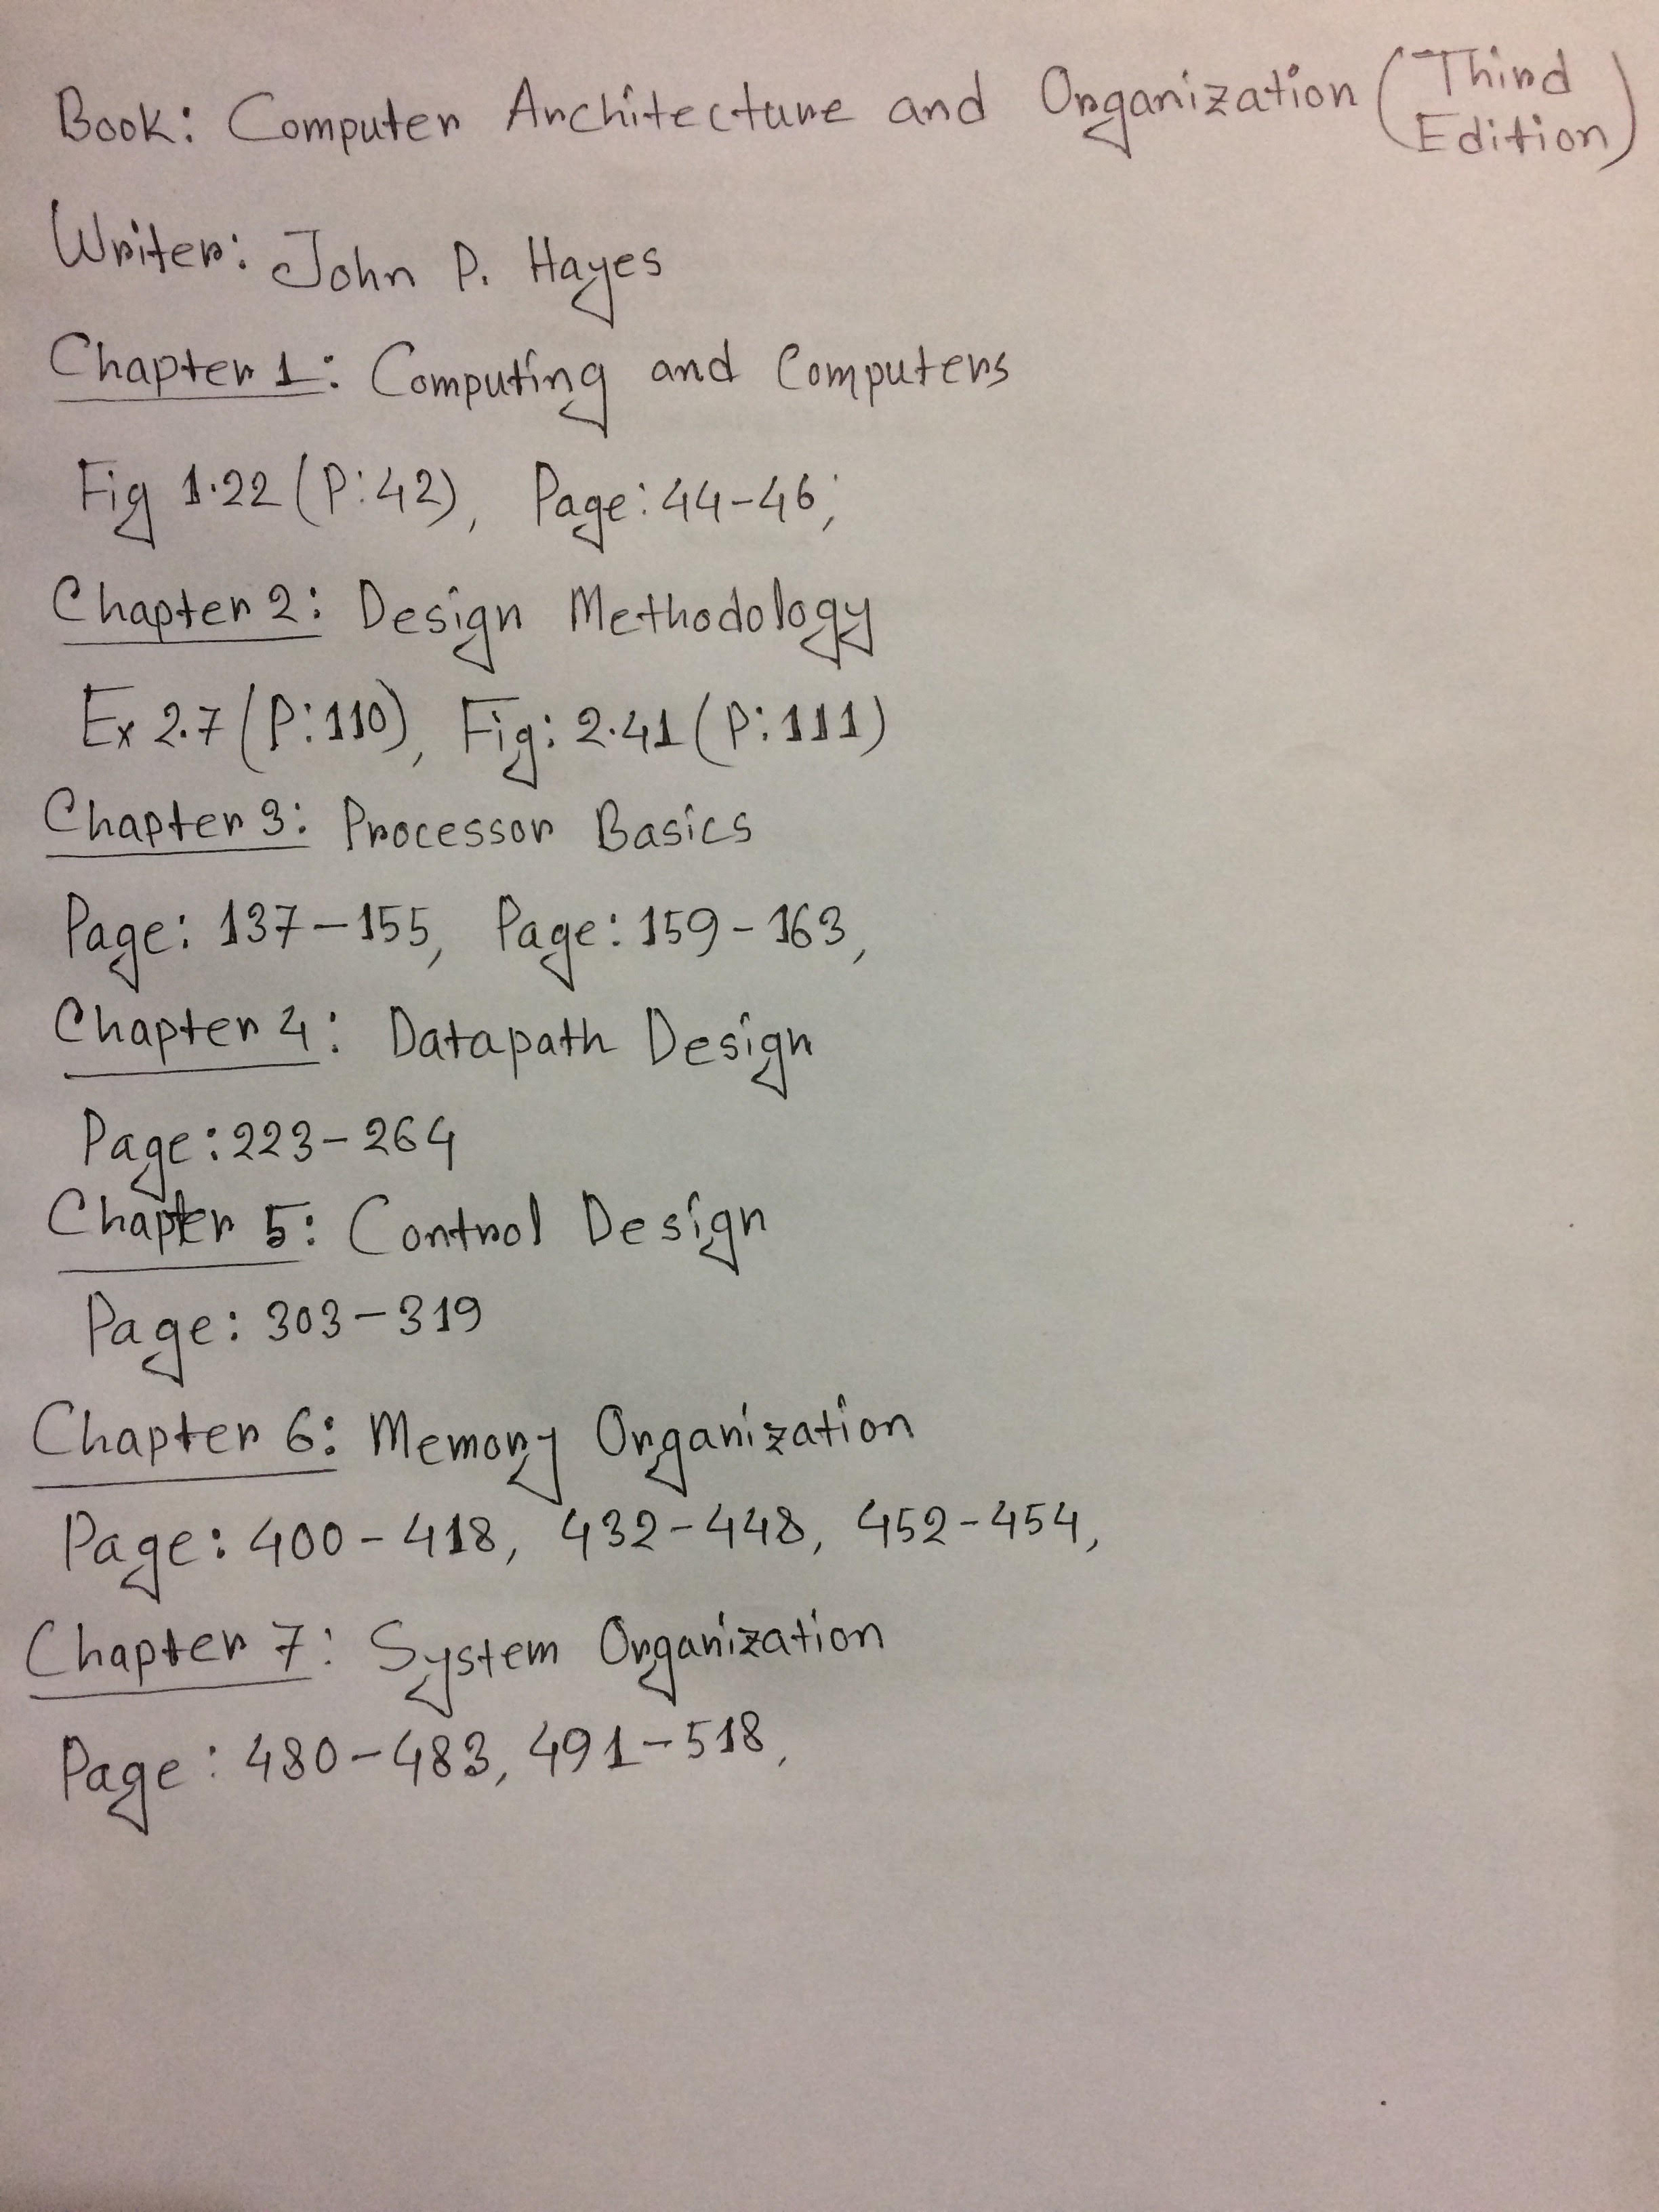 Book: Computer Architecture and Organization (Third Edition)
Writer: John P. Hayes
Chapter 1: Computing and Computers
Fig 1.22 (P:42), Page: 44-46;
Chapter 2: Design Methodology
Ex 2.7 (P:110), Fig: 2.41 (P:111)
Chapter 3: Processor Basics
Page: 137-155, Page: 159-163,
Chapter 4: Datapath Design
Page: 223-264
Chapter 5: Control Design
Page: 303-319
Chapter 6: Memory Organization
Page: 400-418, 432-448, 452-454,
Chapter 7: System Organization
Page: 480-483, 491-518,